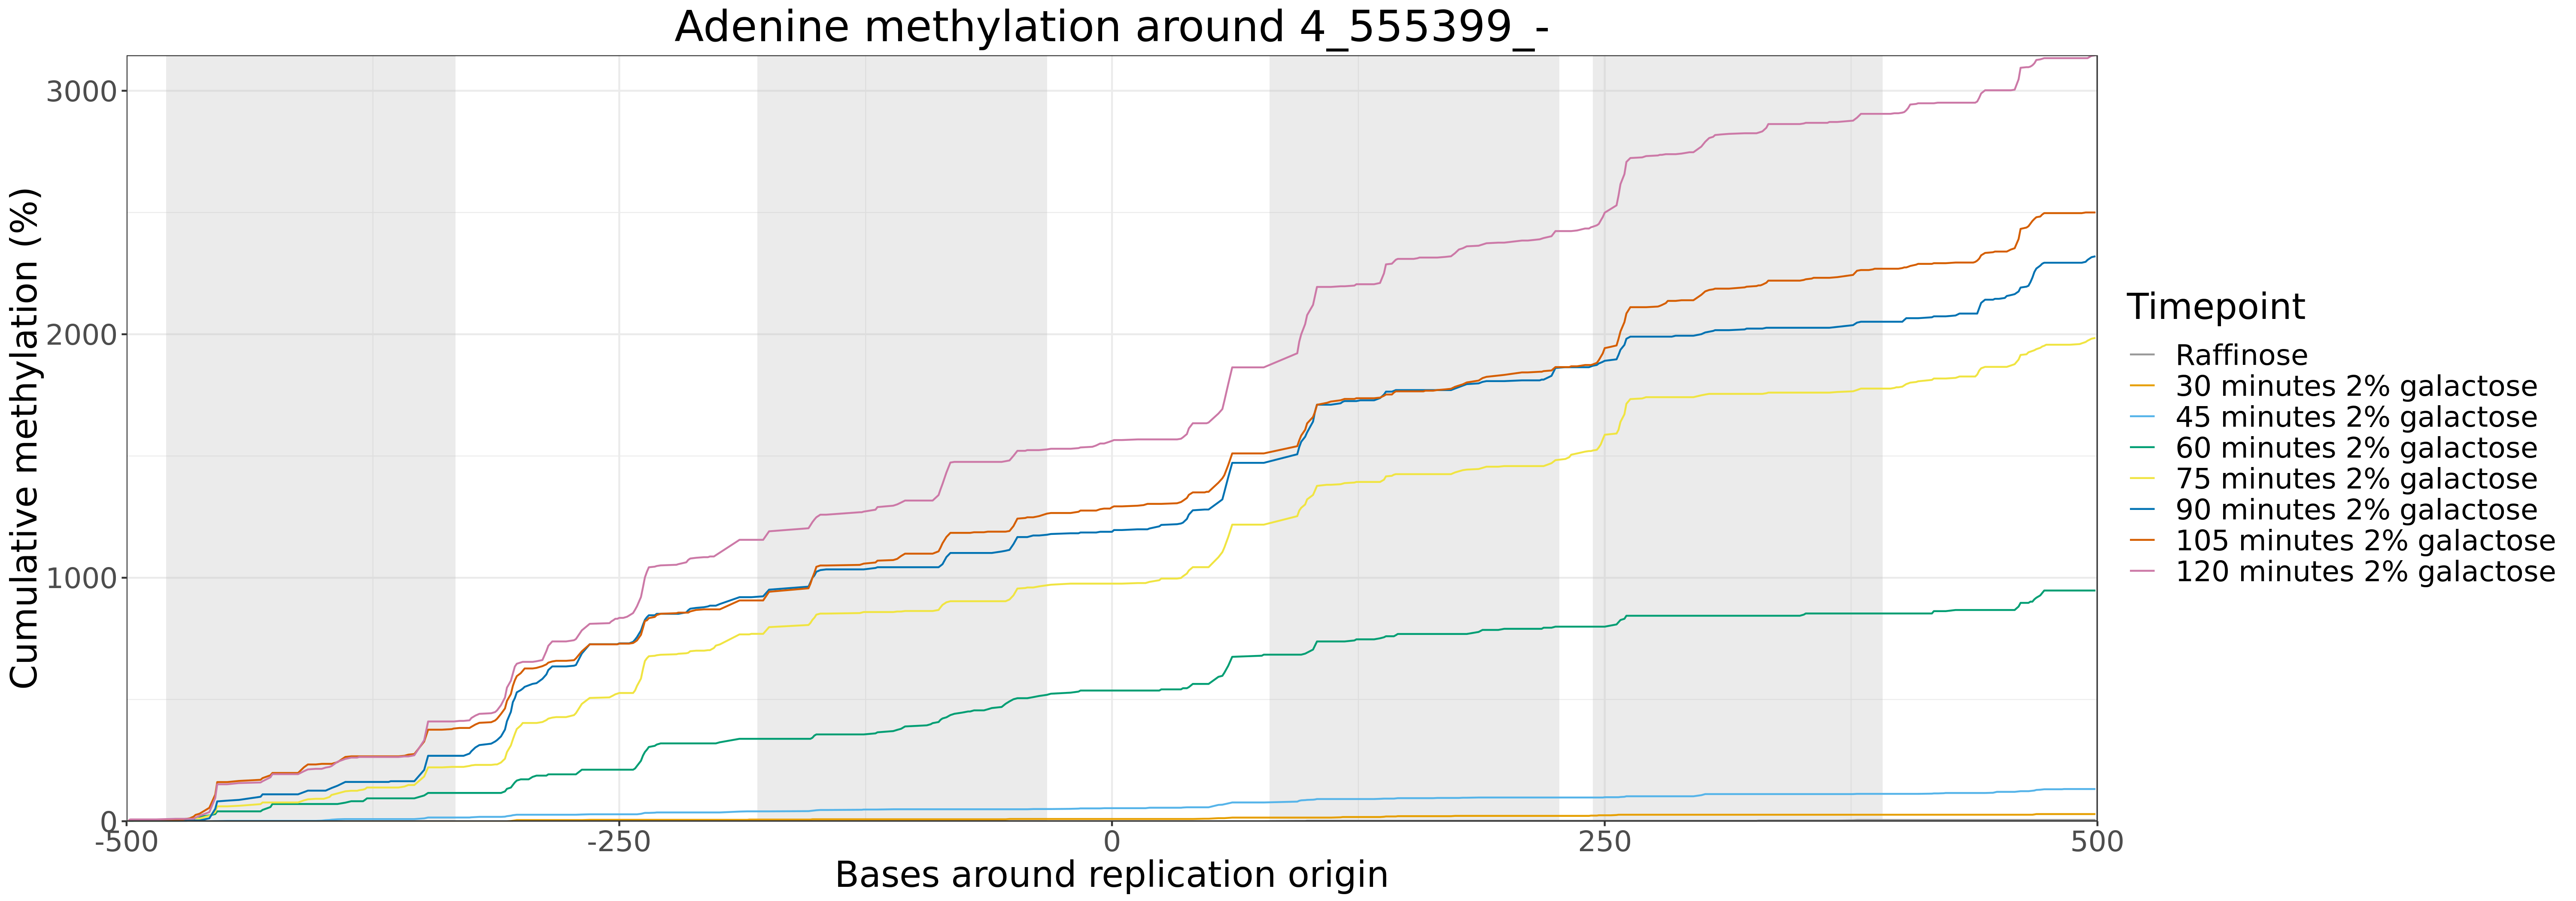 Adenine methylation around 4_555399_-
Cumulative methylation (%)
3000
2000
1000
0
-500
-250
0
250
500
Bases around replication origin
Timepoint
Raffinose
30 minutes 2% galactose
45 minutes 2% galactose
60 minutes 2% galactose
75 minutes 2% galactose
90 minutes 2% galactose
105 minutes 2% galactose
120 minutes 2% galactose